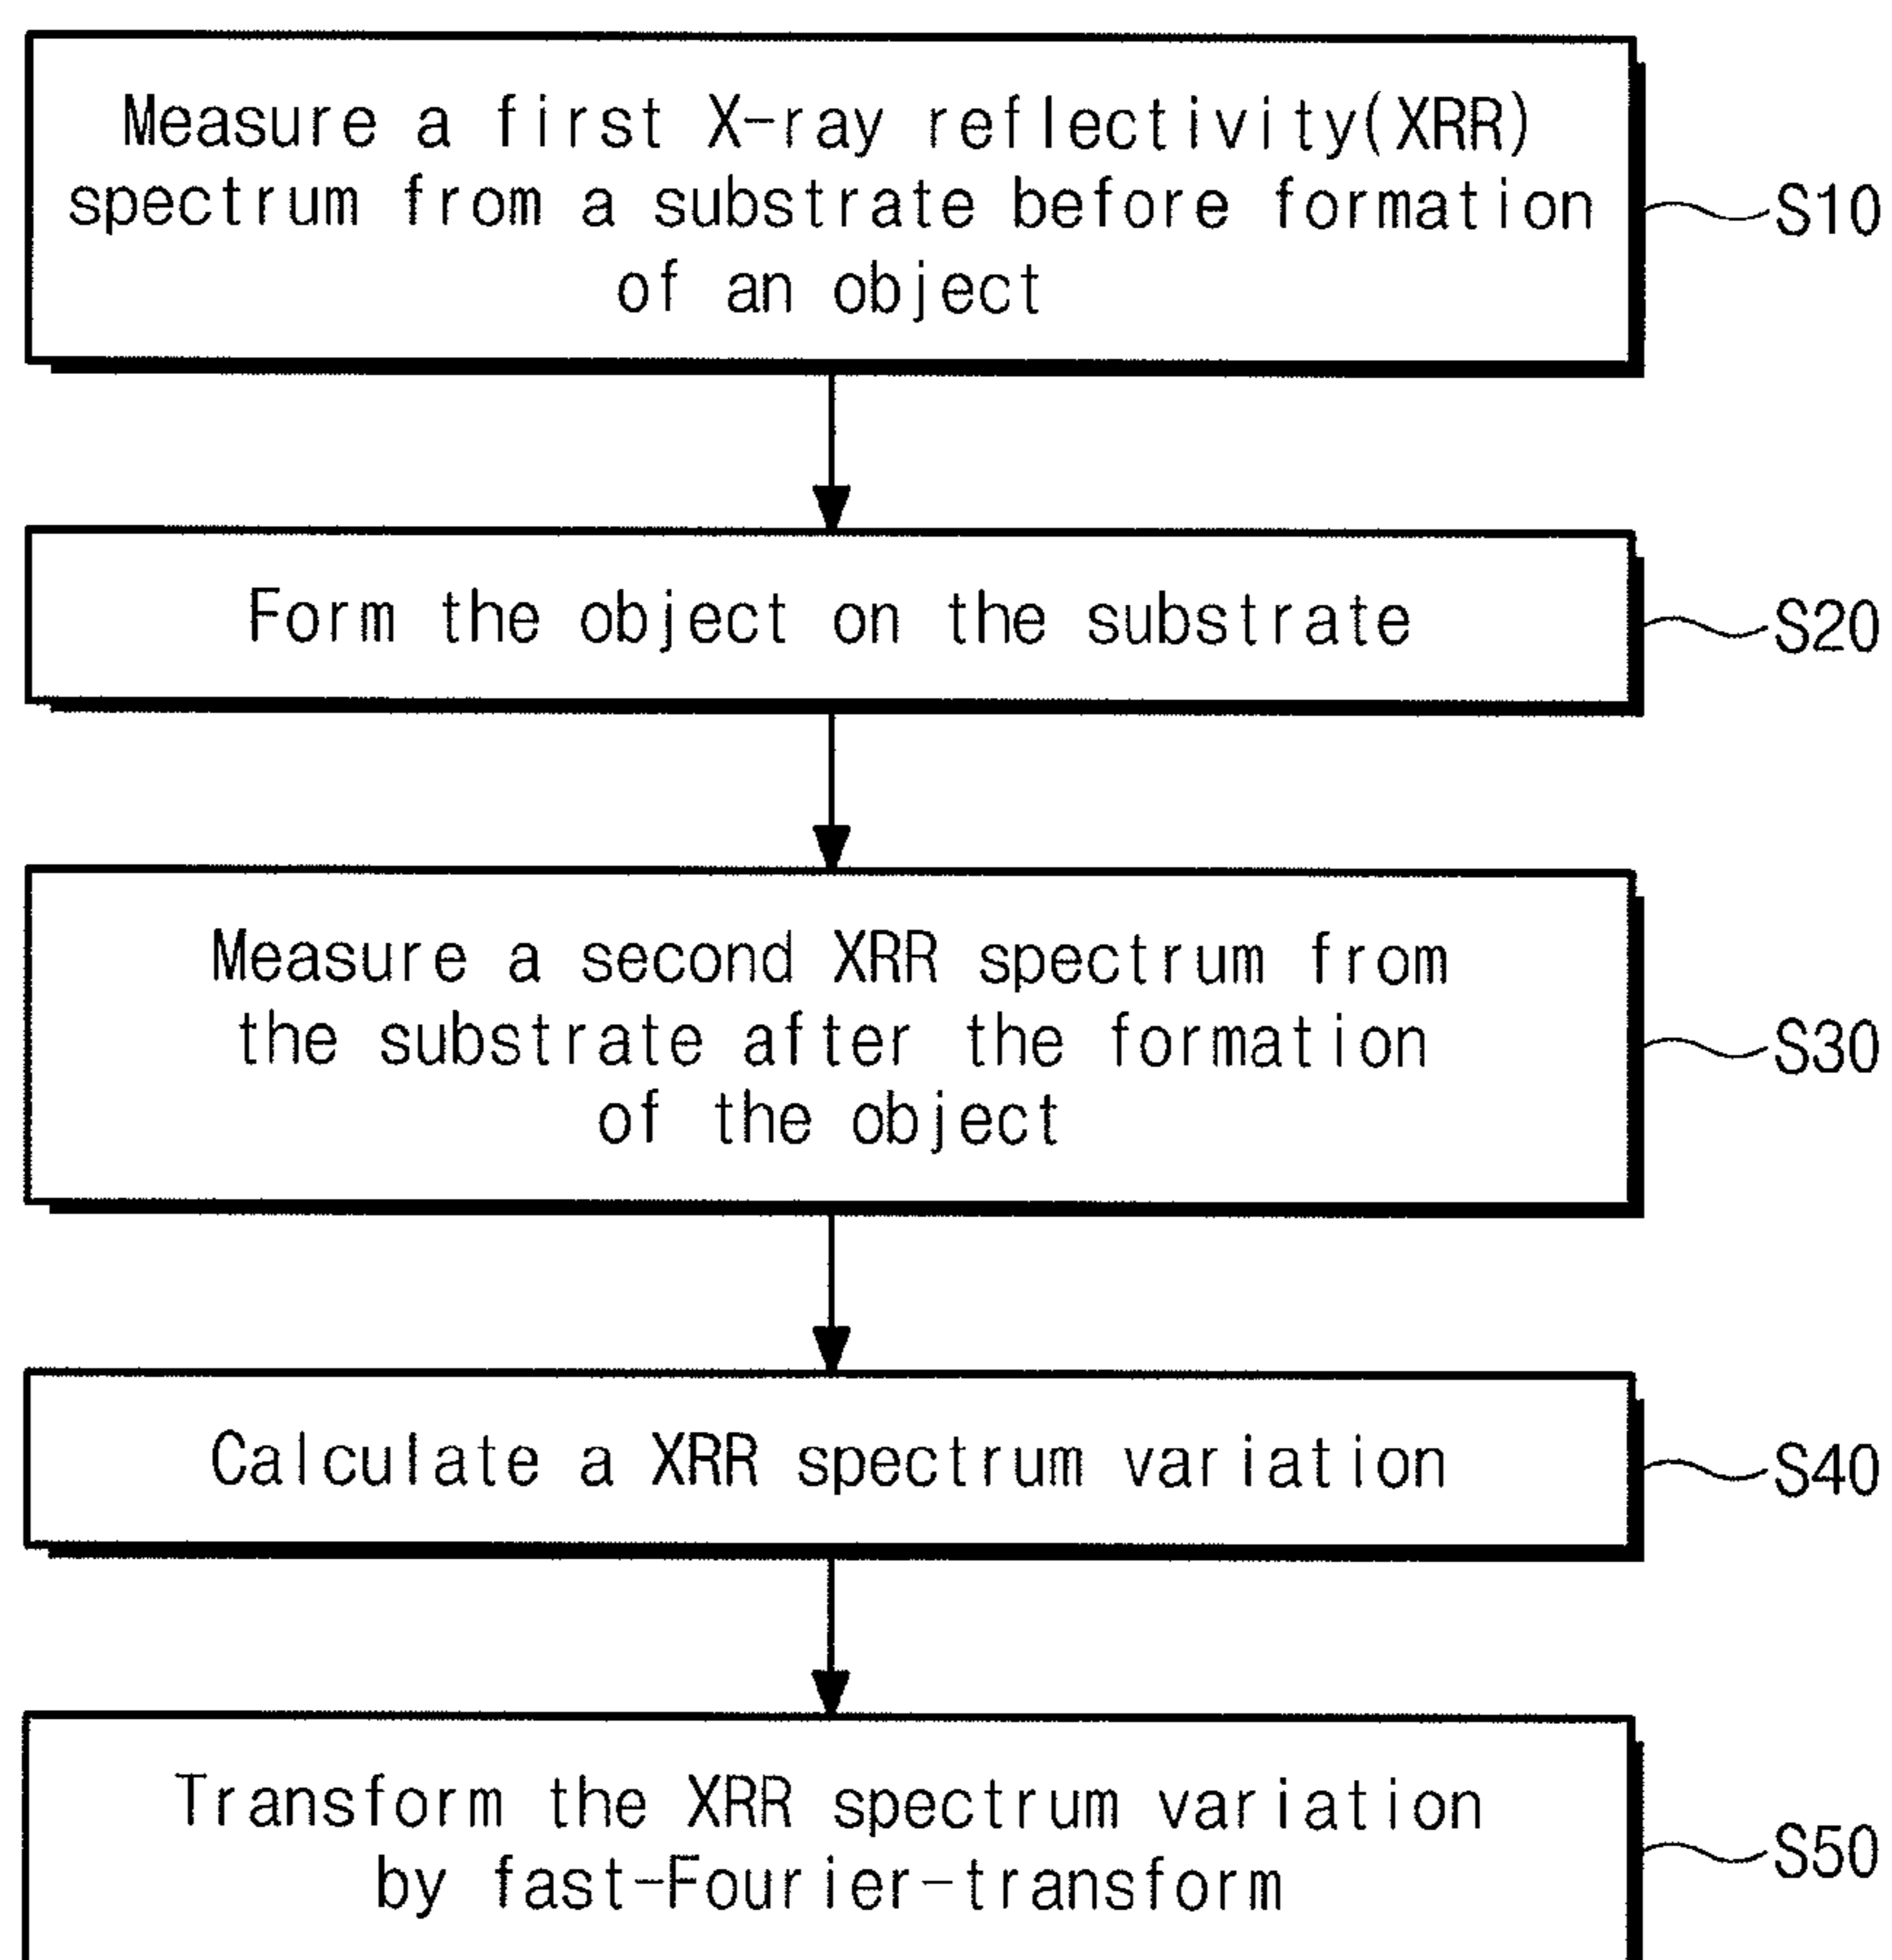 Measure a first X-ray reflectivity(XRR)
spectrum from a substrate before formation
of an object
S10
Form the object on the substrate
S20
Measure a second XRR spectrum from
the substrate after the formation
of the object
S30
Calculate a XRR spectrum variation
S40
Transform the XRR spectrum variation
by fast-Fourier-transform
S50